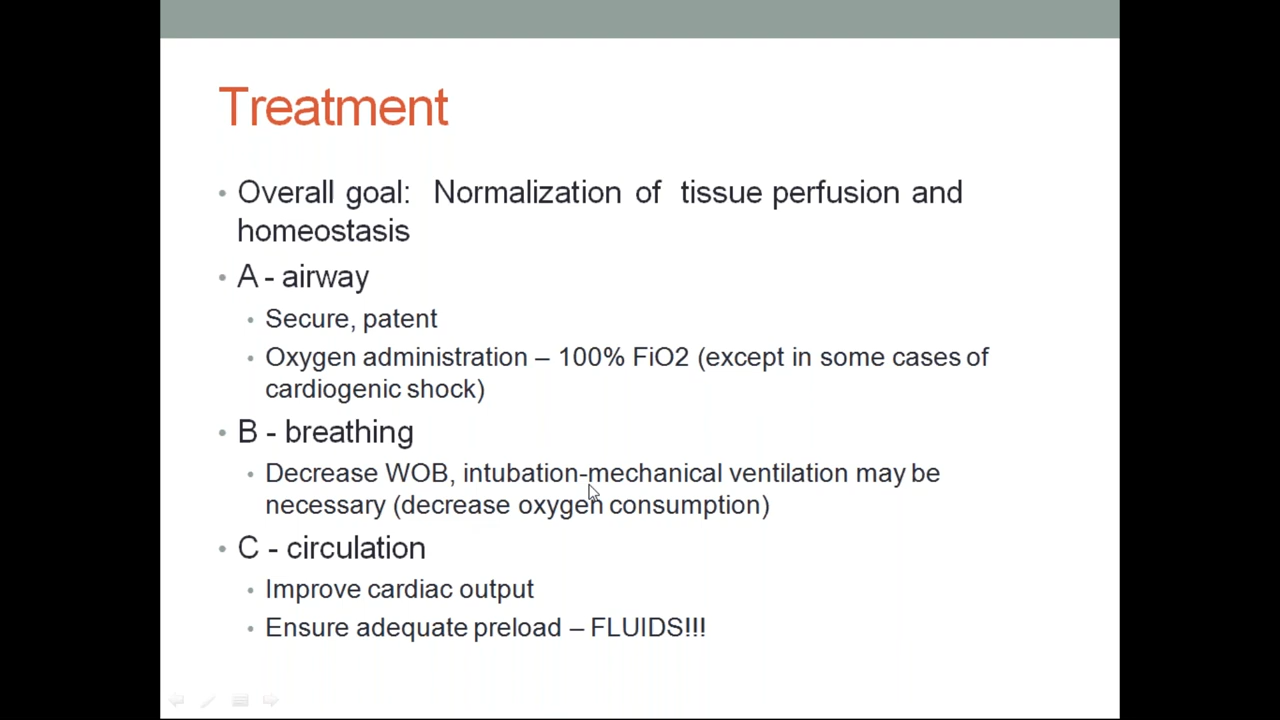 Treatment
• Overall goal: Normalization of tissue perfusion and
homeostasis
• A - airway
• Secure, patent
• Oxygen administration – 100% FiO2 (except in some cases of
cardiogenic shock)
• B - breathing
• Decrease WOB, intubation-mechanical ventilation may be
necessary (decrease oxygen consumption)
• C - circulation
• Improve cardiac output
• Ensure adequate preload – FLUIDS!!!